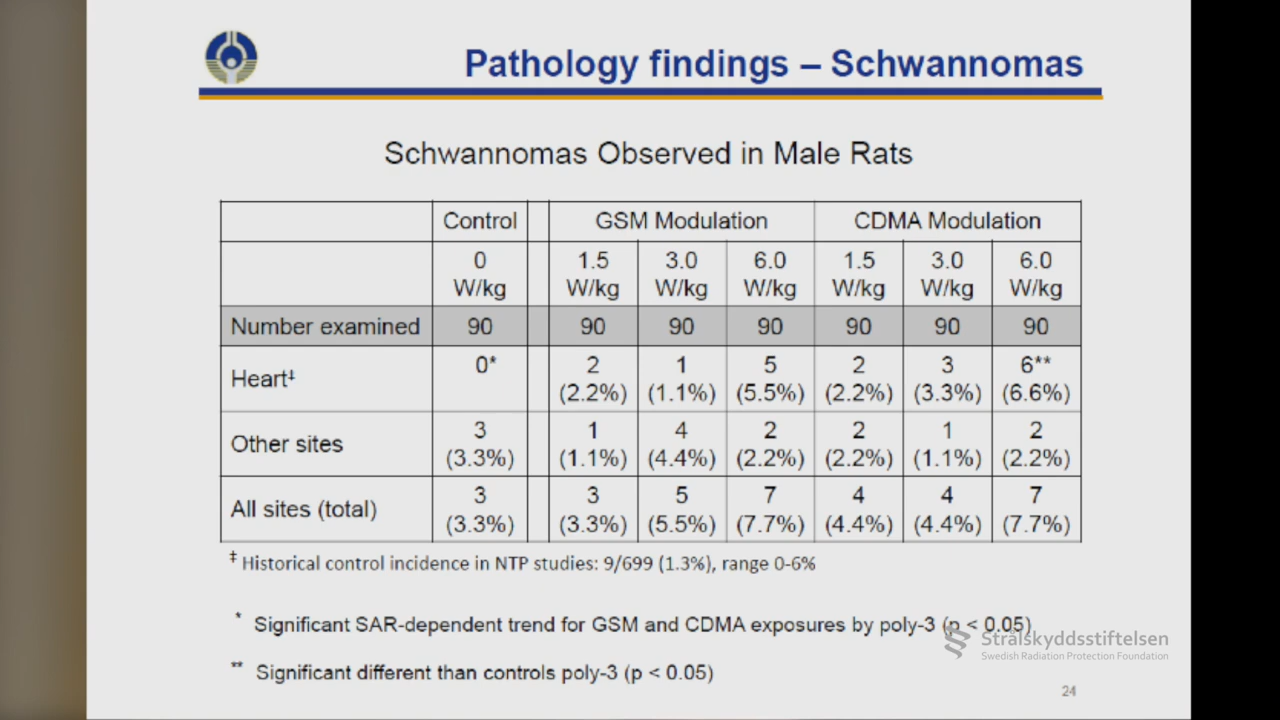 Pathology findings – Schwannomas
Schwannomas Observed in Male Rats
Control GSM Modulation CDMA Modulation
0 W/kg 1.5 W/kg 3.0 W/kg 6.0 W/kg 1.5 W/kg 3.0 W/kg 6.0 W/kg
Number examined 90 90 90 90 90 90 90
Heart‡ 0* 2 (2.2%) 1 (1.1%) 5 (5.5%) 2 (2.2%) 3 (3.3%) 6** (6.6%)
Other sites 3 (3.3%) 1 (1.1%) 4 (4.4%) 2 (2.2%) 2 (2.2%) 1 (1.1%) 2 (2.2%)
All sites (total) 3 (3.3%) 3 (3.3%) 5 (5.5%) 7 (7.7%) 4 (4.4%) 4 (4.4%) 7 (7.7%)
‡ Historical control incidence in NTP studies: 9/699 (1.3%), range 0-6%
* Significant SAR-dependent trend for GSM and CDMA exposures by poly-3 (p < 0.05)
Strålskyddsstiftelsen
Swedish Radiation Protection Foundation
** Significant different than controls poly-3 (p < 0.05)
24